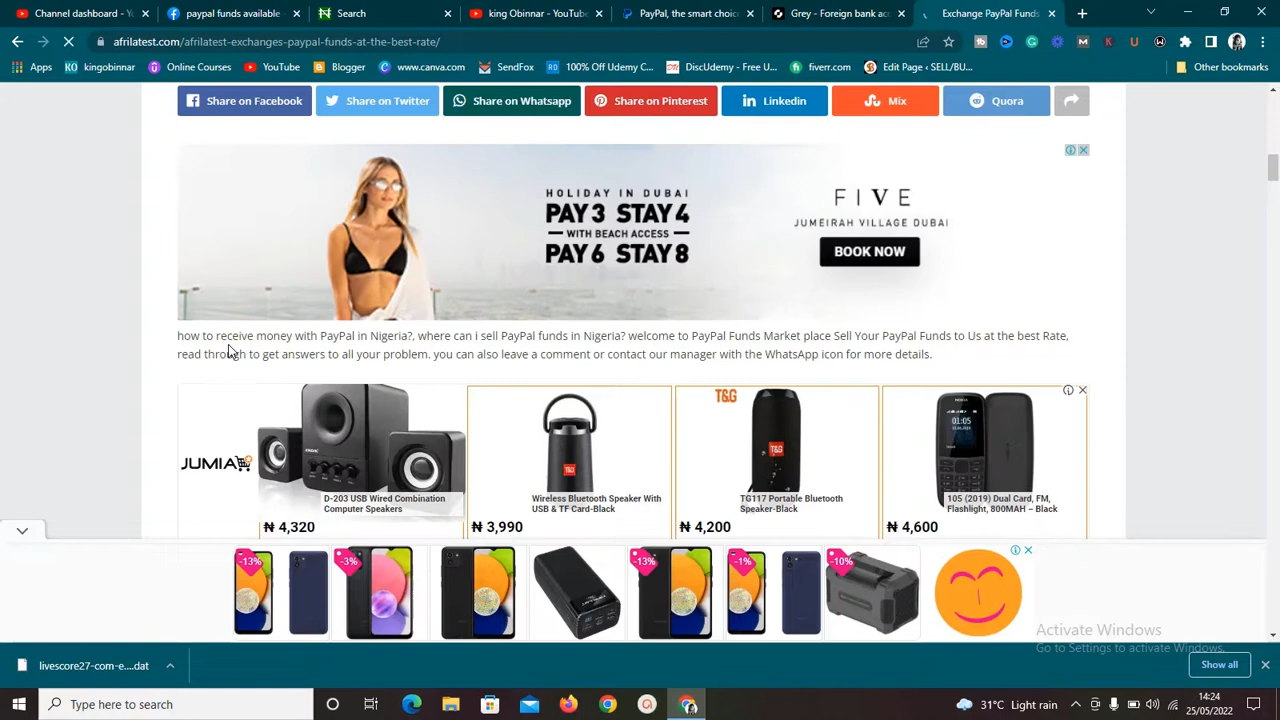 Channel dashboard - You
paypal funds available
Search
king Obinnar - YouTube
PayPal, the smart choice
Grey - Foreign bank acc
Exchange PayPal Funds
afrilatest.com/afrilatest-exchanges-paypal-funds-at-the-best-rate/
Apps
kingobinnar
Online Courses
YouTube
Blogger
www.canva.com
SendFox
100% Off Udemy C...
DiscUdemy - Free U...
fiverr.com
Edit Page ‹ SELL/BU...
Other bookmarks
Share on Facebook
Share on Twitter
Share on Whatsapp
Share on Pinterest
Linkedin
Mix
Quora
HOLIDAY IN DUBAI
PAY 3 STAY 4
WITH BEACH ACCESS
PAY 6 STAY 8
FIVE
JUMEIRAH VILLAGE DUBAI
BOOK NOW
how to receive money with PayPal in Nigeria?, where can i sell PayPal funds in Nigeria? welcome to PayPal Funds Market place Sell Your PayPal Funds to Us at the best Rate,
read through to get answers to all your problem. you can also leave a comment or contact our manager with the WhatsApp icon for more details.
JUMIA
D-203 USB Wired Combination
Computer Speakers
₦ 4,320
Wireless Bluetooth Speaker With
USB & TF Card-Black
₦ 3,990
T&G
TG117 Portable Bluetooth
Speaker-Black
₦ 4,200
105 (2019) Dual Card, FM,
Flashlight, 800MAH – Black
₦ 4,600
-13%
-3%
-13%
-1%
-10%
Activate Windows
Go to Settings to activate Windows.
livescore27-com-e....dat
Show all
Type here to search
31°C Light rain
14:24
25/05/2022